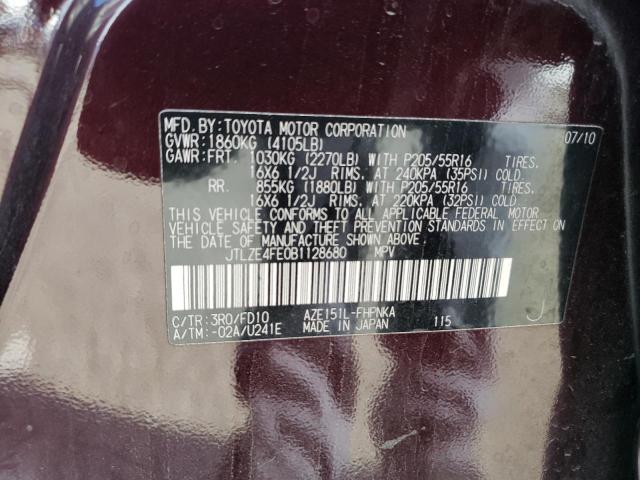 MFD. BY: TOYOTA MOTOR CORPORATION 07/10
GVWR: 1860KG (4105LB)
GAWR: FRT. 1030KG (2270LB) WITH P205/55R16 TIRES.
16X6 1/2J RIMS. AT 240KPA (35PSI) COLD.
RR. 855KG (1880LB) WITH P205/55R16 TIRES.
16X6 1/2J RIMS. AT 220KPA (32PSI) COLD
THIS VEHICLE CONFORMS TO ALL APPLICABLE FEDERAL MOTOR
VEHICLE SAFETY AND THEFT PREVENTION STANDARDS IN EFFECT ON
THE DATE OF MANUFACTURE SHOWN ABOVE.
JTLZE4FE0B1128680 MPV
C/TR: 3R0/FD10 AZE151L-FHPNKA
A/TM: -02A/U241E MADE IN JAPAN 115 J